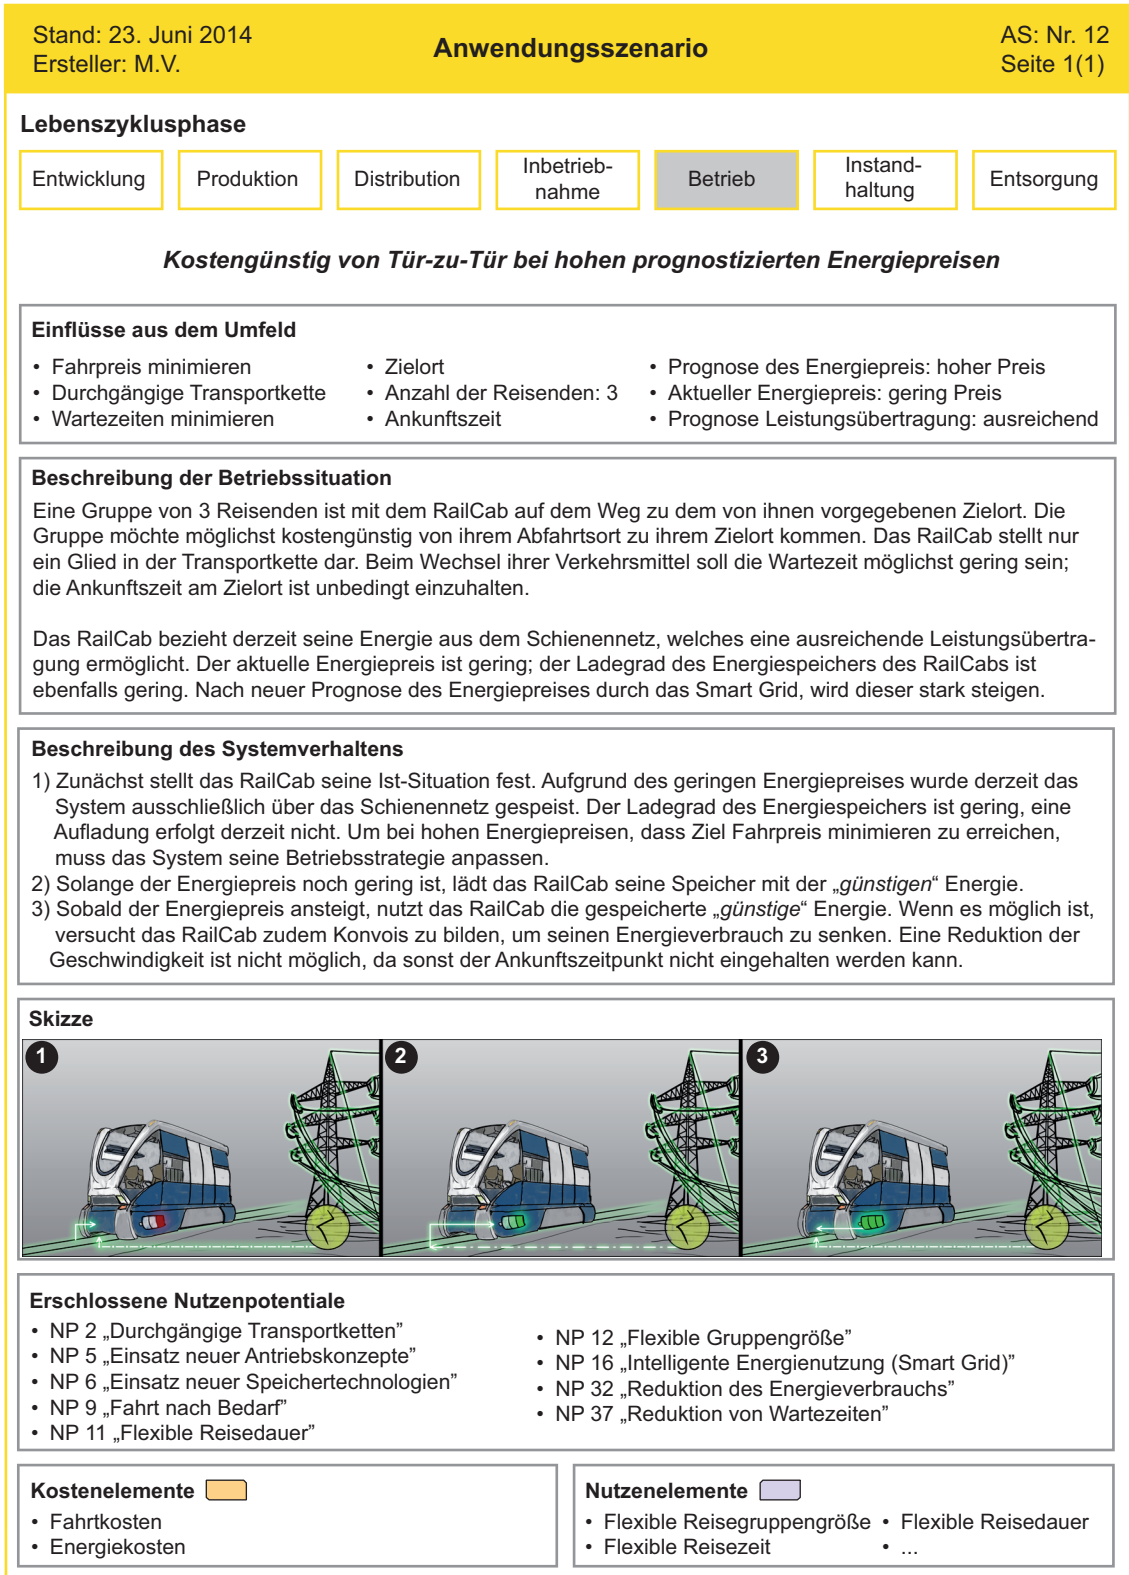 Stand: 23. Juni 2014
Ersteller: M.V.
Anwendungsszenario
AS: Nr. 12
Seite 1(1)
Lebenszyklusphase
Entwicklung
Produktion
Distribution
Inbetrieb-
nahme
Betrieb
Instand-
haltung
Entsorgung
Kostengünstig von Tür-zu-Tür bei hohen prognostizierten Energiepreisen
Einflüsse aus dem Umfeld
• Fahrpreis minimieren
• Durchgängige Transportkette
• Wartezeiten minimieren
• Zielort
• Anzahl der Reisenden: 3
• Ankunftszeit
• Prognose des Energiepreis: hoher Preis
• Aktueller Energiepreis: gering Preis
• Prognose Leistungsübertragung: ausreichend
Beschreibung der Betriebssituation
Eine Gruppe von 3 Reisenden ist mit dem RailCab auf dem Weg zu dem von ihnen vorgegebenen Zielort. Die
Gruppe möchte möglichst kostengünstig von ihrem Abfahrtsort zu ihrem Zielort kommen. Das RailCab stellt nur
ein Glied in der Transportkette dar. Beim Wechsel ihrer Verkehrsmittel soll die Wartezeit möglichst gering sein;
die Ankunftszeit am Zielort ist unbedingt einzuhalten.
Das RailCab bezieht derzeit seine Energie aus dem Schienennetz, welches eine ausreichende Leistungsübertra-
gung ermöglicht. Der aktuelle Energiepreis ist gering; der Ladegrad des Energiespeichers des RailCabs ist
ebenfalls gering. Nach neuer Prognose des Energiepreises durch das Smart Grid, wird dieser stark steigen.
Beschreibung des Systemverhaltens
1) Zunächst stellt das RailCab seine Ist-Situation fest. Aufgrund des geringen Energiepreises wurde derzeit das
System ausschließlich über das Schienennetz gespeist. Der Ladegrad des Energiespeichers ist gering, eine
Aufladung erfolgt derzeit nicht. Um bei hohen Energiepreisen, dass Ziel Fahrpreis minimieren zu erreichen,
muss das System seine Betriebsstrategie anpassen.
2) Solange der Energiepreis noch gering ist, lädt das RailCab seine Speicher mit der „günstigen“ Energie.
3) Sobald der Energiepreis ansteigt, nutzt das RailCab die gespeicherte „günstige“ Energie. Wenn es möglich ist,
versucht das RailCab zudem Konvois zu bilden, um seinen Energieverbrauch zu senken. Eine Reduktion der
Geschwindigkeit ist nicht möglich, da sonst der Ankunftszeitpunkt nicht eingehalten werden kann.
Skizze
1
2
3
Erschlossene Nutzenpotentiale
• NP 2 „Durchgängige Transportketten”
• NP 5 „Einsatz neuer Antriebskonzepte”
• NP 6 „Einsatz neuer Speichertechnologien”
• NP 9 „Fahrt nach Bedarf”
• NP 11 „Flexible Reisedauer”
• NP 12 „Flexible Gruppengröße”
• NP 16 „Intelligente Energienutzung (Smart Grid)”
• NP 32 „Reduktion des Energieverbrauchs”
• NP 37 „Reduktion von Wartezeiten”
Kostenelemente
• Fahrtkosten
• Energiekosten
Nutzenelemente
• Flexible Reisegruppengröße
• Flexible Reisezeit
• Flexible Reisedauer
• ...